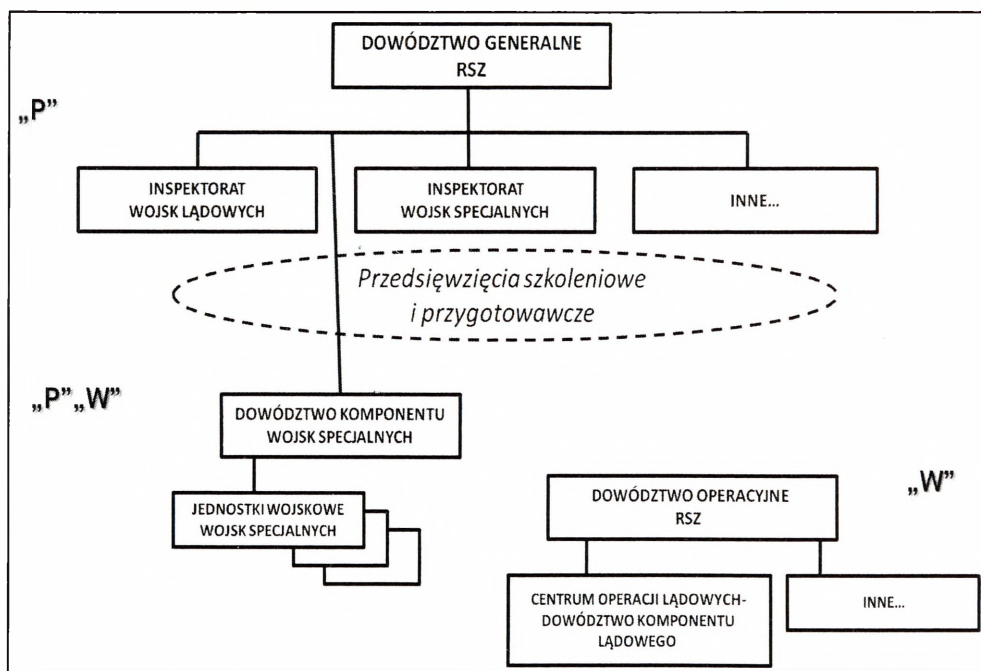 DOWÓDZTWO GENERALNE
RSZ
„P”
INSPEKTORAT
WOJSK LĄDOWYCH
INSPEKTORAT
WOJSK SPECJALNYCH
INNE...
Przedsięwzięcia szkoleniowe
i przygotowawcze
„P” „W”
DOWÓDZTWO KOMPONENTU
WOJSK SPECJALNYCH
JEDNOSTKI WOJSKOWE
WOJSK SPECJALNYCH
„W”
DOWÓDZTWO OPERACYJNE
RSZ
CENTRUM OPERACJI LĄDOWYCH-
DOWÓDZTWO KOMPONENTU
LĄDOWEGO
INNE...